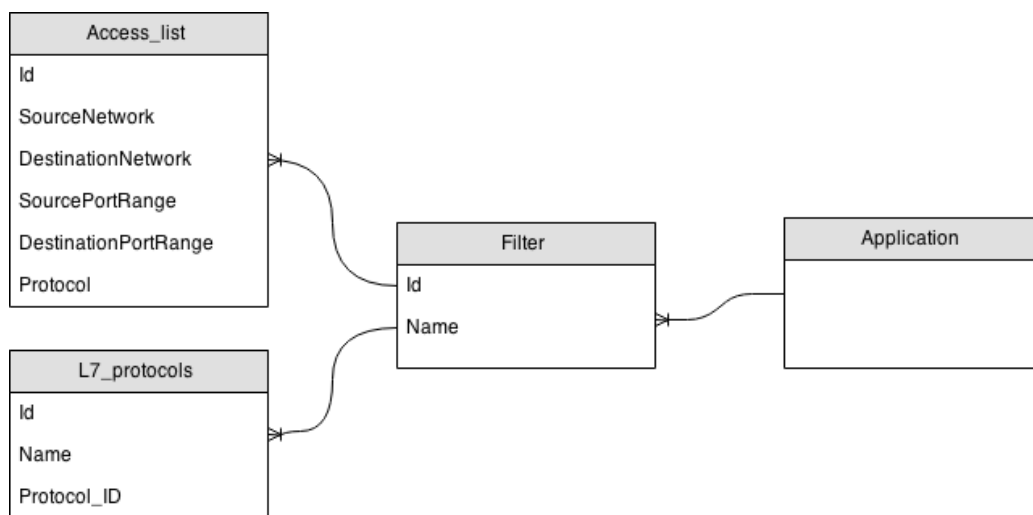 Access_list
Id
SourceNetwork
DestinationNetwork
SourcePortRange
DestinationPortRange
Protocol
L7_protocols
Id
Name
Protocol_ID
Filter
Id
Name
Application